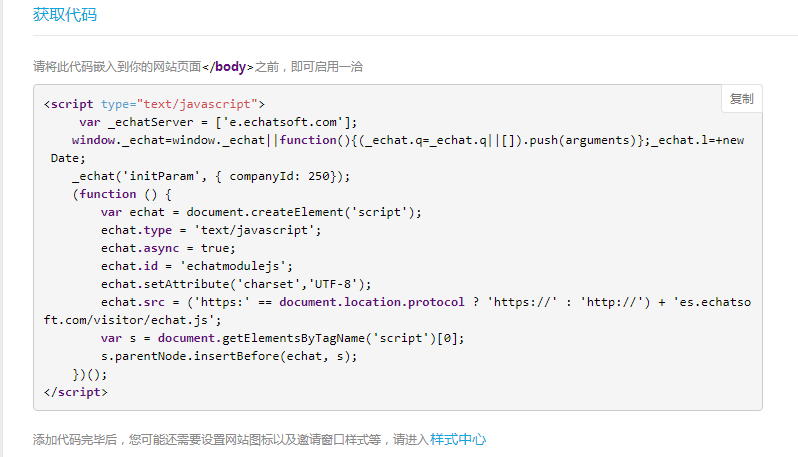 获取代码
请将此代码嵌入到你的网站页面</body>之前，即可启用一洽
复制
<script type="text/javascript">
var _echatServer = ['e.echatsoft.com'];
window._echat=window._echat||function(){(_echat.q=_echat.q||[]).push(arguments)};_echat.l=+new
Date;
_echat('initParam', { companyId: 250});
(function () {
var echat = document.createElement('script');
echat.type = 'text/javascript';
echat.async = true;
echat.id = 'echatmodulejs';
echat.setAttribute('charset','UTF-8');
echat.src = ('https:' == document.location.protocol ? 'https://' : 'http://') + 'es.echatso
ft.com/visitor/echat.js';
var s = document.getElementsByTagName('script')[0];
s.parentNode.insertBefore(echat, s);
})();
</script>
添加代码完毕后，您可能还需要设置网站图标以及邀请窗口样式等，请进入样式中心